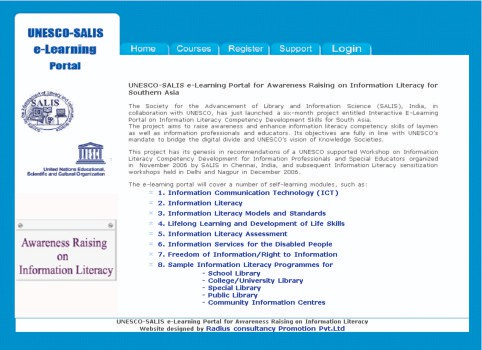 UNESCO-SALIS
e-Learning
Portal
Home | Courses | Register | Support | Login
SALIS
UNESCO
United Nations Educational,
Scientific and Cultural Organization
Awareness Raising
on
Information Literacy
UNESCO-SALIS e-Learning Portal for Awareness Raising on Information Literacy for
Southern Asia
The Society for the Advancement of Library and Information Science (SALIS), India, in
collaboration with UNESCO, has just launched a six-month project entitled Interactive E-Learning
Portal on Information Literacy Competency Development Skills for South Asia.
The project aims to raise awareness and enhance information literacy competency skills of laymen
as well as information professionals and educators. Its objectives are fully in line with UNESCO's
mandate to bridge the digital divide and UNESCO's vision of Knowledge Societies.
This project has its genesis in recommendations of a UNESCO supported Workshop on Information
Literacy Competency Development for Information Professionals and Special Educators organized
in November 2006 by SALIS in Chennai, India, and subsequent Information Literacy sensitization
workshops held in Delhi and Nagpur in December 2006.
The e-learning portal will cover a number of self-learning modules, such as:
1. Information Communication Technology (ICT)
2. Information Literacy
3. Information Literacy Models and Standards
4. Lifelong Learning and Development of Life Skills
5. Information Literacy Assessment
6. Information Services for the Disabled People
7. Freedom of Information/Right to Information
8. Sample Information Literacy Programmes for
- School Library
- College/University Library
- Special Library
- Public Library
- Community Information Centres
UNESCO-SALIS e-Learning Portal for Awareness Raising on Information Literacy
Website designed by Radius consultancy Promotion Pvt.Ltd